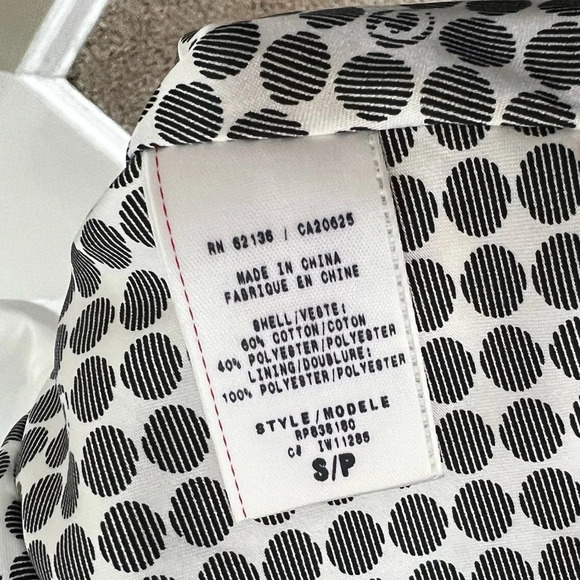 RN 62136 / CA20625
MADE IN CHINA
FABRIQUE EN CHINE
SHELL/VESTE:
60% COTTON/COTON
40% POLYESTER/POLYESTER
LINING/DOUBLURE:
100% POLYESTER/POLYESTER
STYLE/MODELE
RP836180
C# IW11285
S/P